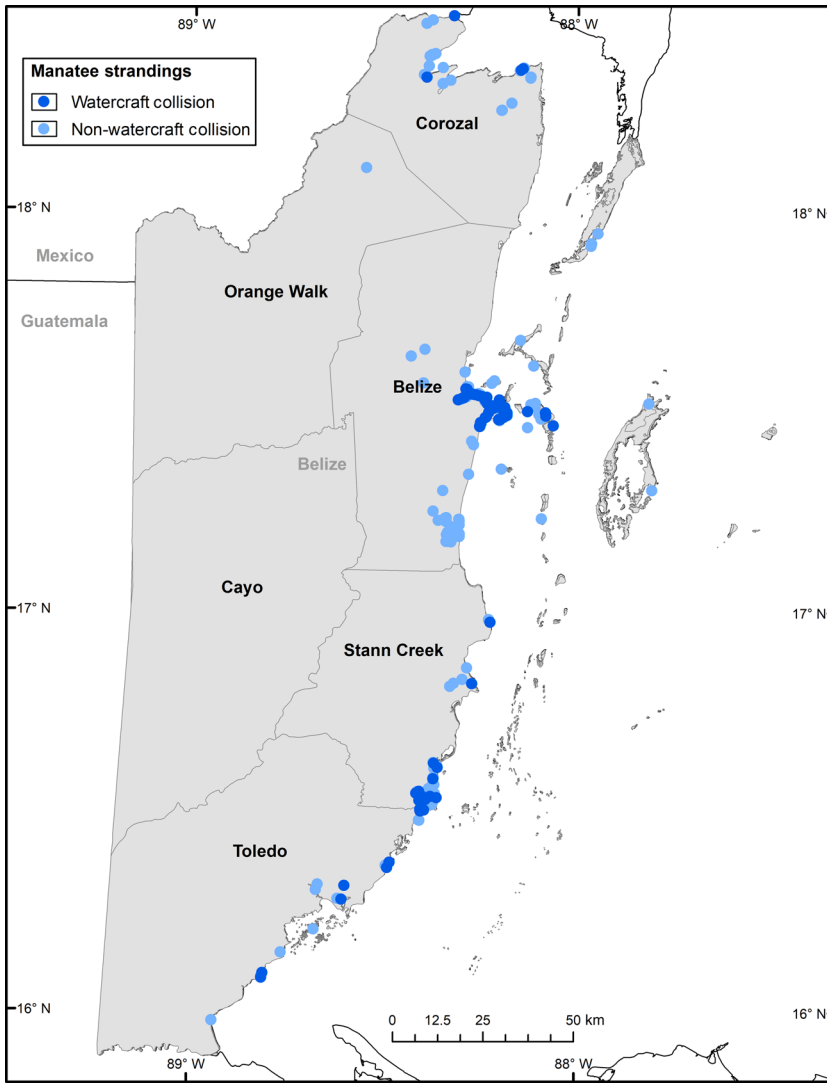 89° W
88° W
Manatee strandings
Watercraft collision
Non-watercraft collision
Corozal
18° N
18° N
Mexico
Orange Walk
Guatemala
Belize
Belize
Cayo
17° N
17° N
Stann Creek
Toledo
16° N
16° N
0 12.5 25 50 km
89° W
88° W